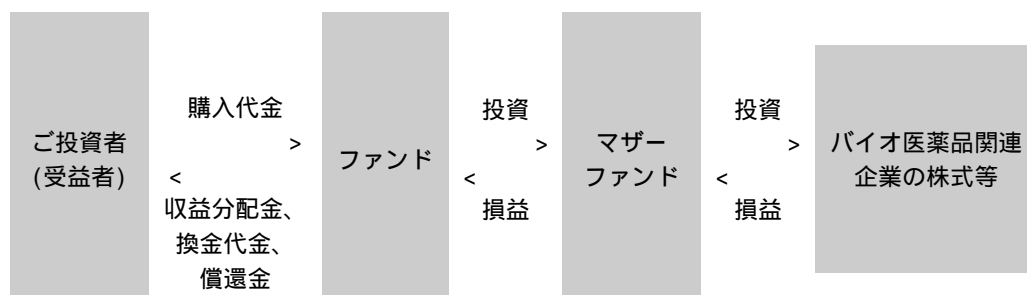 ご投資者
(受益者)
購入代金
>
<
収益分配金、
換金代金、
償還金
ファンド
投資
>
<
損益
マザー
ファンド
投資
>
<
損益
バイオ医薬品関連
企業の株式等